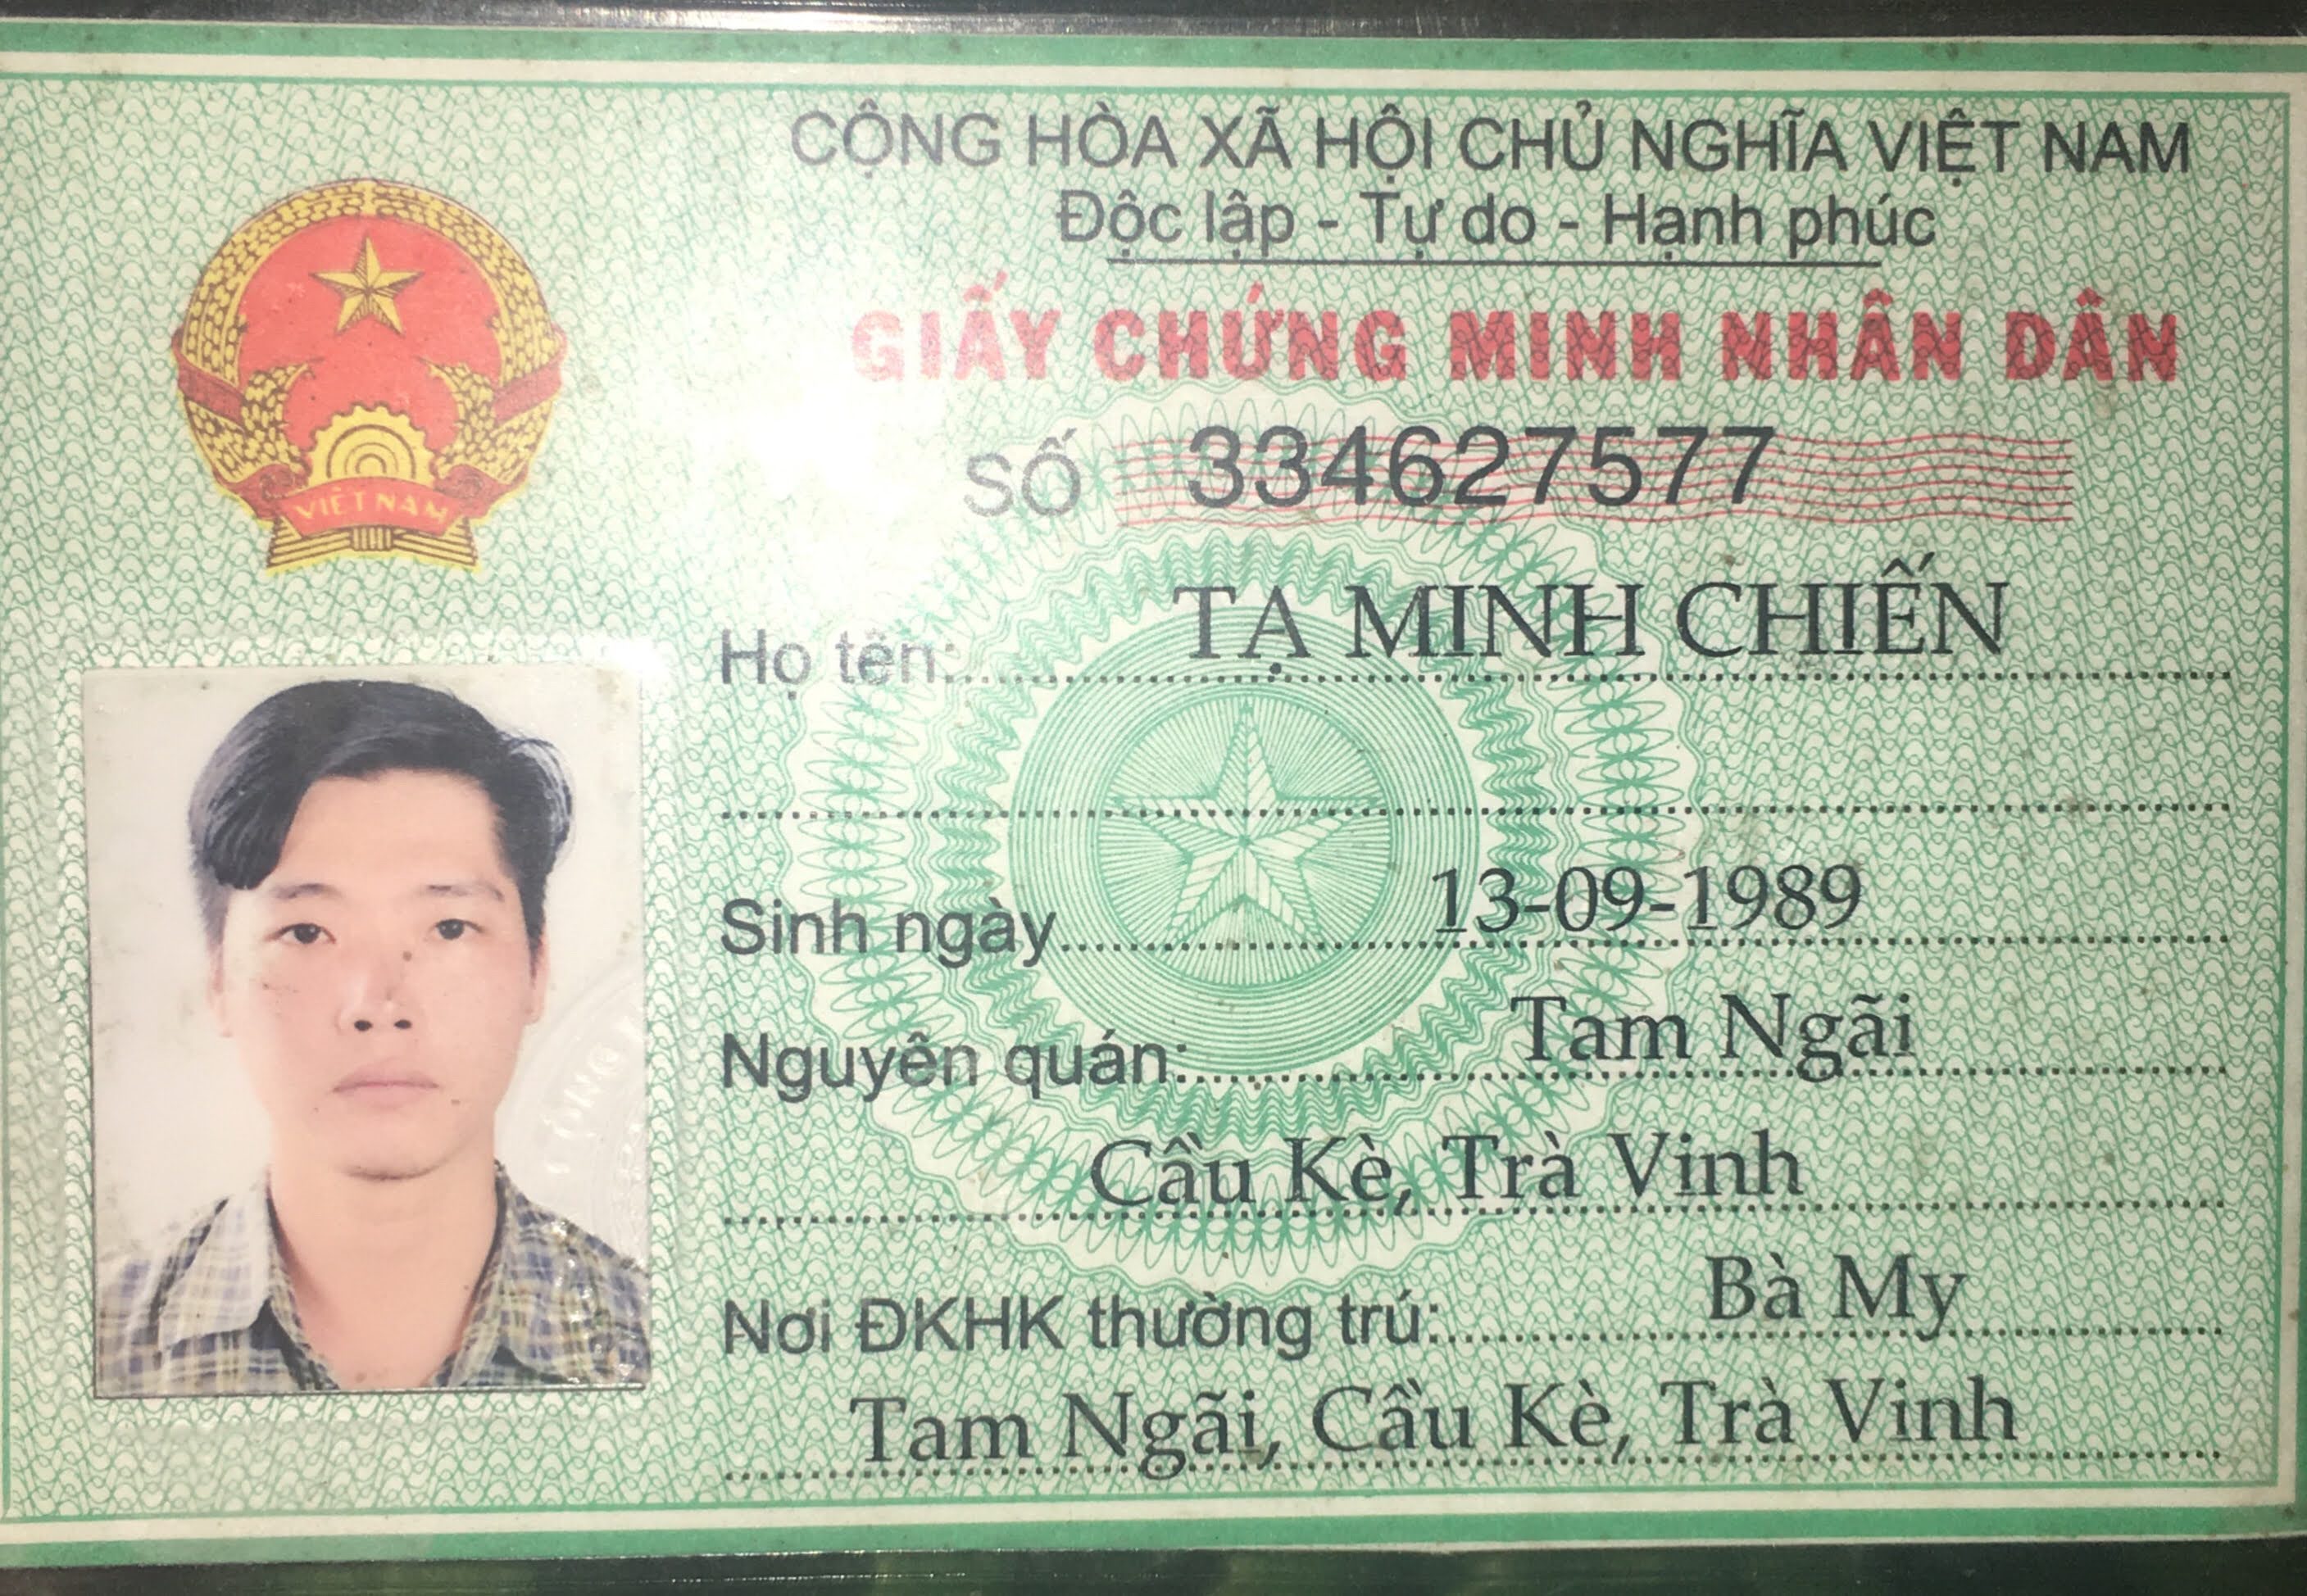 CỘNG HÒA XÃ HỘI CHỦ NGHĨA VIỆT NAM
Độc lập - Tự do - Hạnh phúc
GIẤY CHỨNG MINH NHÂN DÂN
SỐ 334627577
VIỆT NAM
Họ tên: TẠ MINH CHIẾN
Sinh ngày 13-09-1989
Nguyên quán: Tam Ngãi
Cầu Kè, Trà Vinh
Nơi ĐKHK thường trú: Bà My
Tam Ngãi, Cầu Kè, Trà Vinh